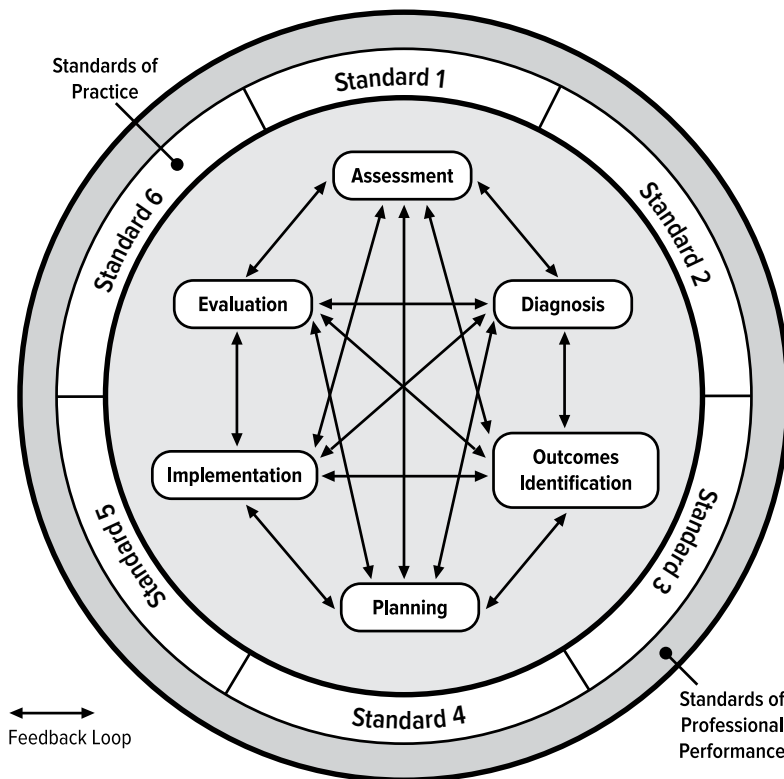 Standards of
Practice
Standard 1
Standard 2
Standard 3
Standard 4
Standard 5
Standard 6
Assessment
Evaluation
Diagnosis
Implementation
Outcomes
Identification
Planning
Feedback Loop
Standards of
Professional
Performance